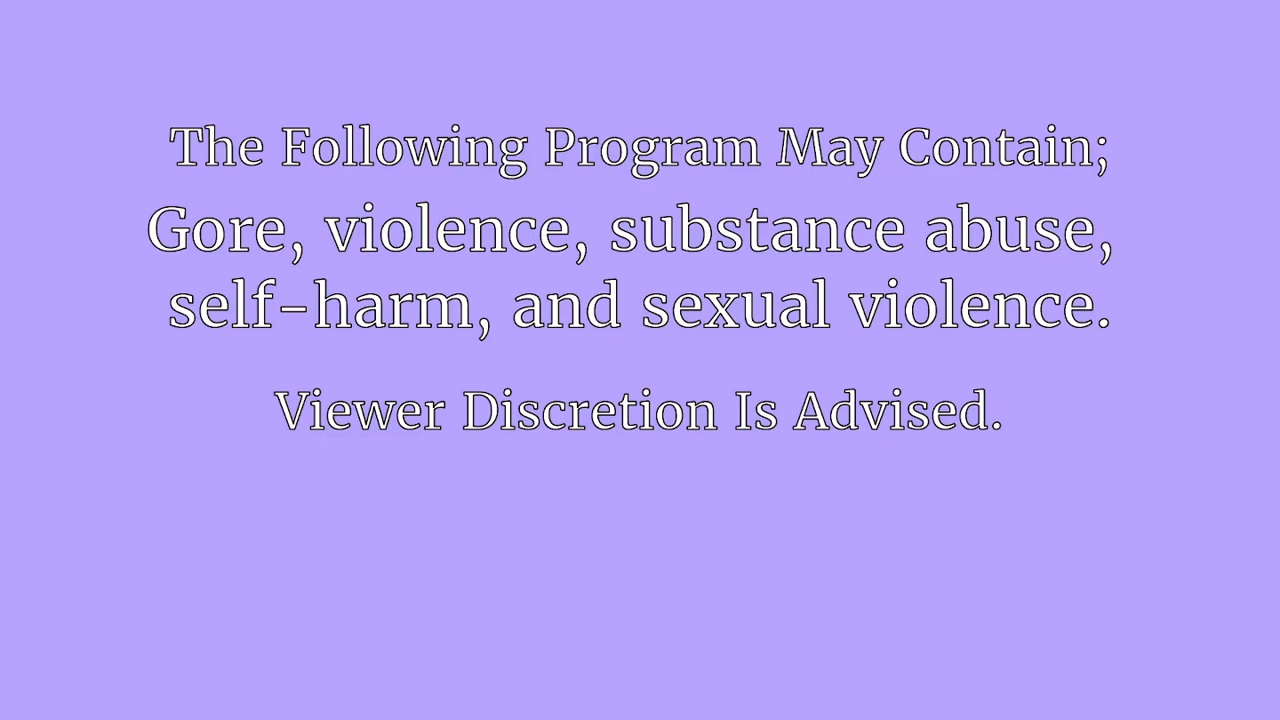 The Following Program May Contain;
Gore, violence, substance abuse,
self-harm, and sexual violence.
Viewer Discretion Is Advised.